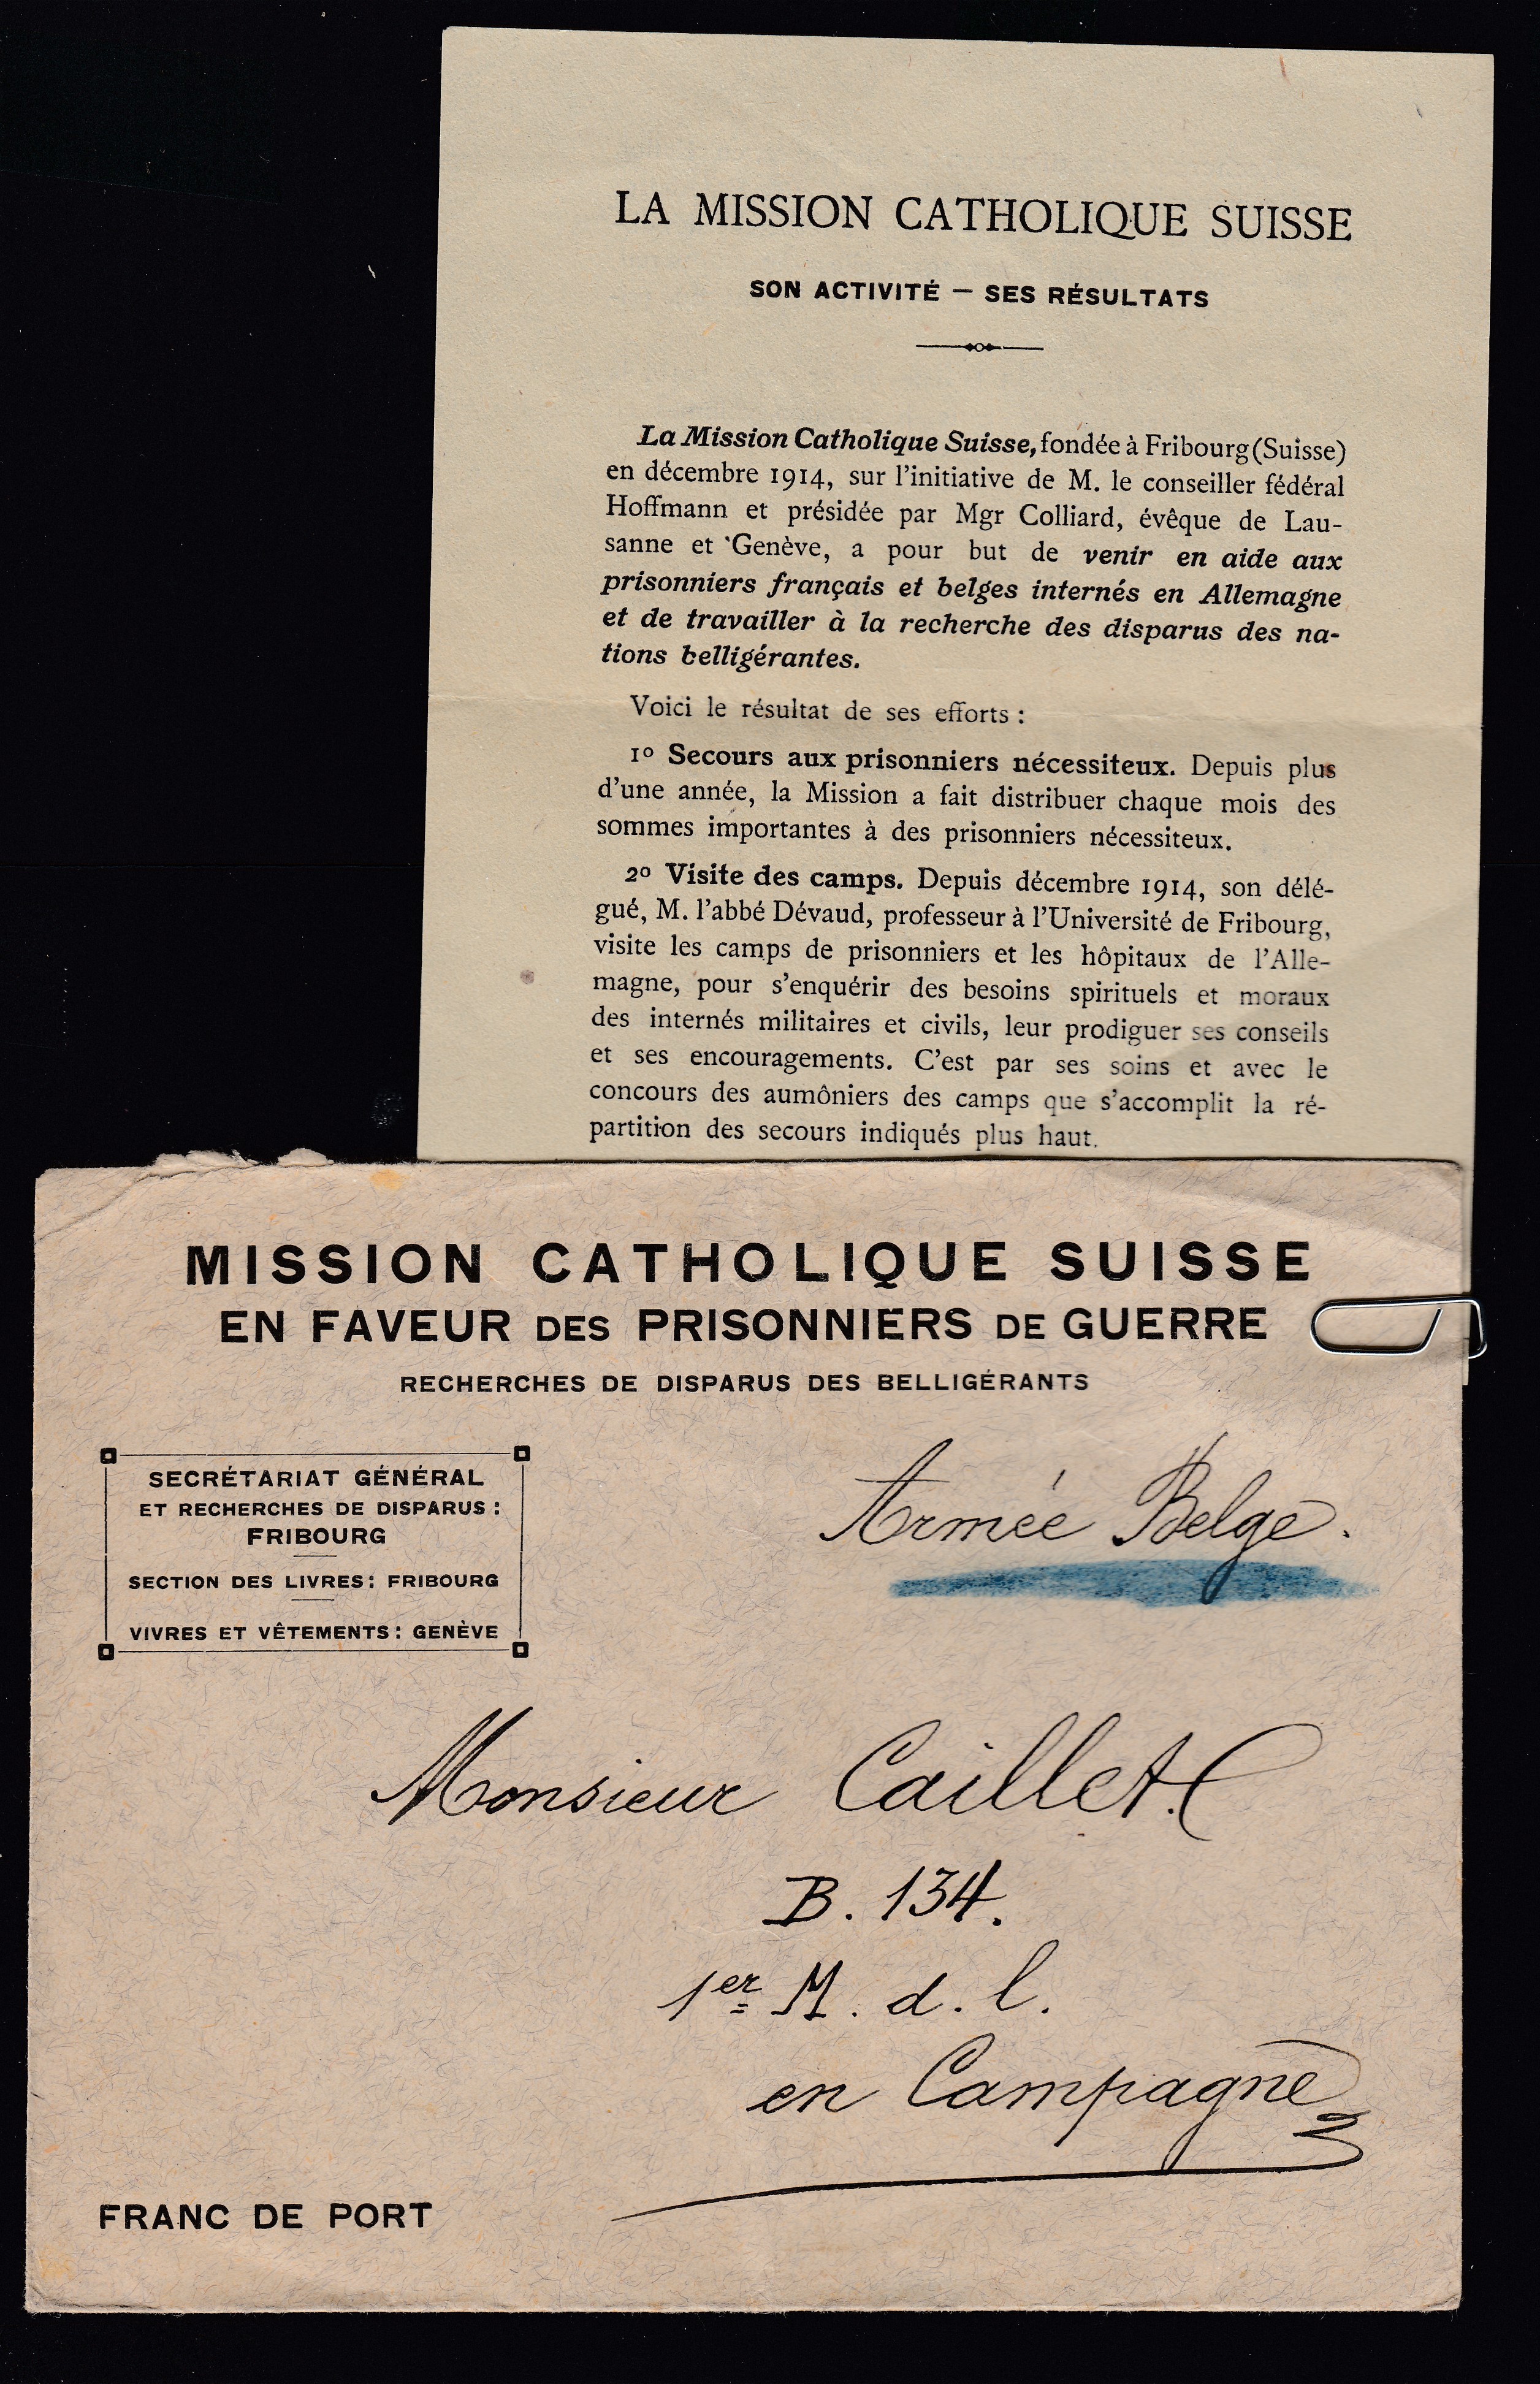 LA MISSION CATHOLIQUE SUISSE
SON ACTIVITÉ — SES RÉSULTATS
La Mission Catholique Suisse, fondée à Fribourg (Suisse)
en décembre 1914, sur l'initiative de M. le conseiller fédéral
Hoffmann et présidée par Mgr Colliard, évêque de Lau-
sanne et 'Genève, a pour but de venir en aide aux
prisonniers français et belges internés en Allemagne
et de travailler à la recherche des disparus des na-
tions belligérantes.
Voici le résultat de ses efforts :
1º Secours aux prisonniers nécessiteux. Depuis plus
d'une année, la Mission a fait distribuer chaque mois des
sommes importantes à des prisonniers nécessiteux.
2º Visite des camps. Depuis décembre 1914, son délé-
gué, M. l'abbé Dévaud, professeur à l'Université de Fribourg,
visite les camps de prisonniers et les hôpitaux de l'Alle-
magne, pour s'enquérir des besoins spirituels et moraux
des internés militaires et civils, leur prodiguer ses conseils
et ses encouragements. C'est par ses soins et avec le
concours des aumôniers des camps que s'accomplit la ré-
partition des secours indiqués plus haut.
MISSION CATHOLIQUE SUISSE
EN FAVEUR DES PRISONNIERS DE GUERRE
RECHERCHES DE DISPARUS DES BELLIGÉRANTS
SECRÉTARIAT GÉNÉRAL
ET RECHERCHES DE DISPARUS :
FRIBOURG
SECTION DES LIVRES : FRIBOURG
VIVRES ET VÊTEMENTS : GENÈVE
Armée Belge.
Monsieur Caillet
B. 134.
1er M. d. l.
en Campagne
FRANC DE PORT